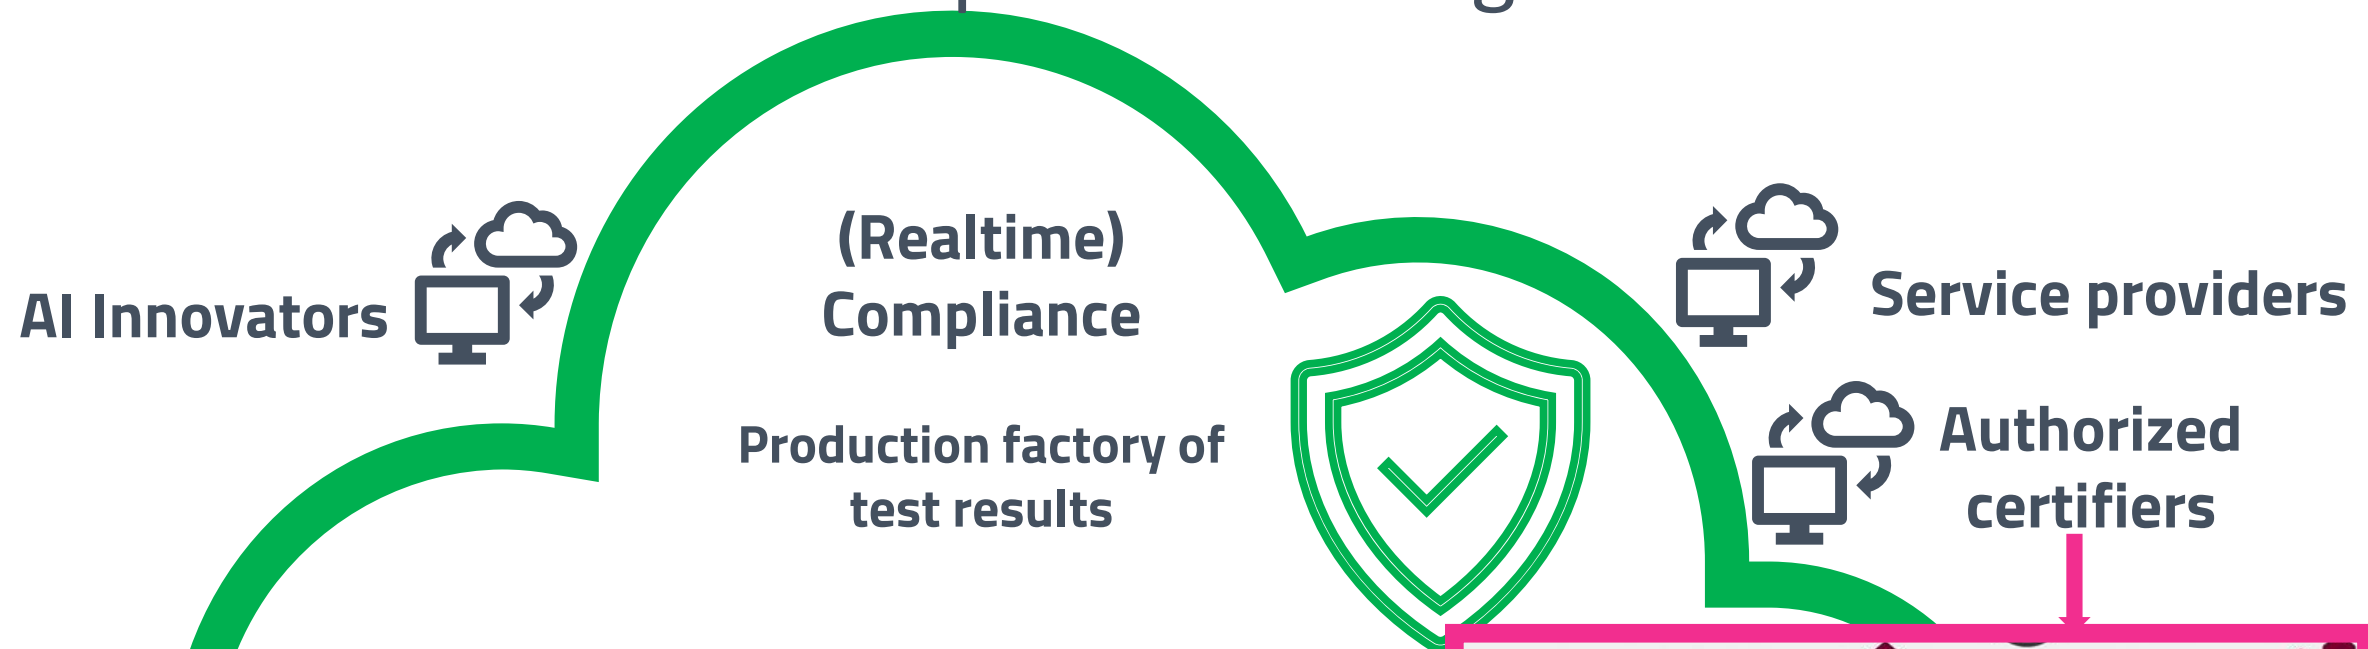 AI Innovators
(Realtime)
Compliance
Production factory of
test results
Service providers
Authorized
certifiers